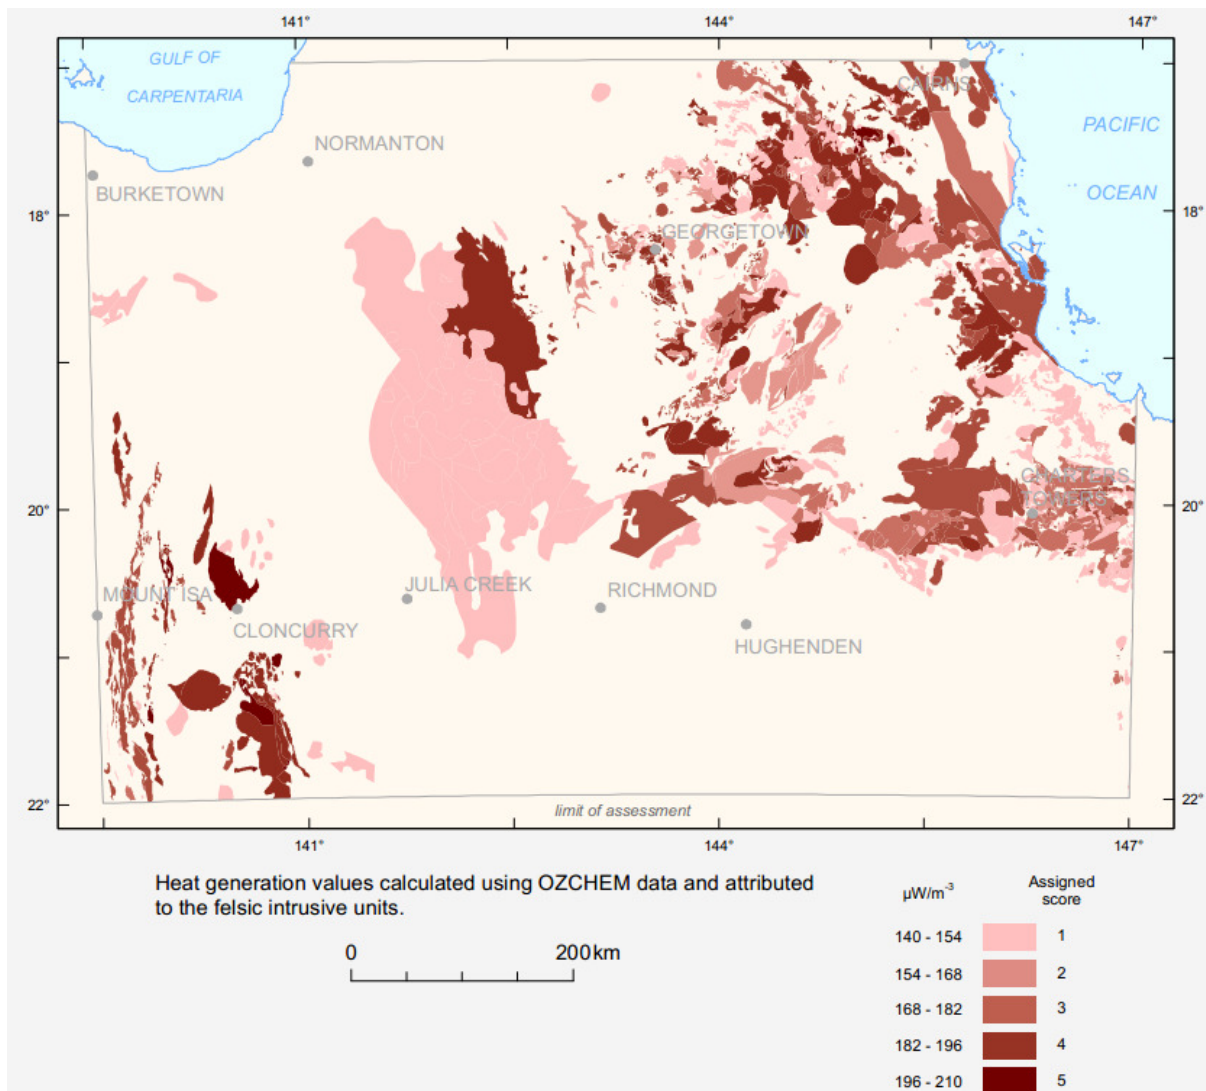 141°
144°
147°
GULF OF
CARPENTARIA
CAIRNS
PACIFIC
OCEAN
NORMANTON
BURKETOWN
18°
18°
GEORGETOWN
20°
CHARTERS
TOWERS
20°
MOUNT ISA
JULIA CREEK
RICHMOND
CLONCURRY
HUGHENDEN
22°
limit of assessment
22°
141°
144°
147°
Heat generation values calculated using OZCHEM data and attributed
to the felsic intrusive units.
0 200km
µW/m⁻³ Assigned
score
140 - 154 1
154 - 168 2
168 - 182 3
182 - 196 4
196 - 210 5